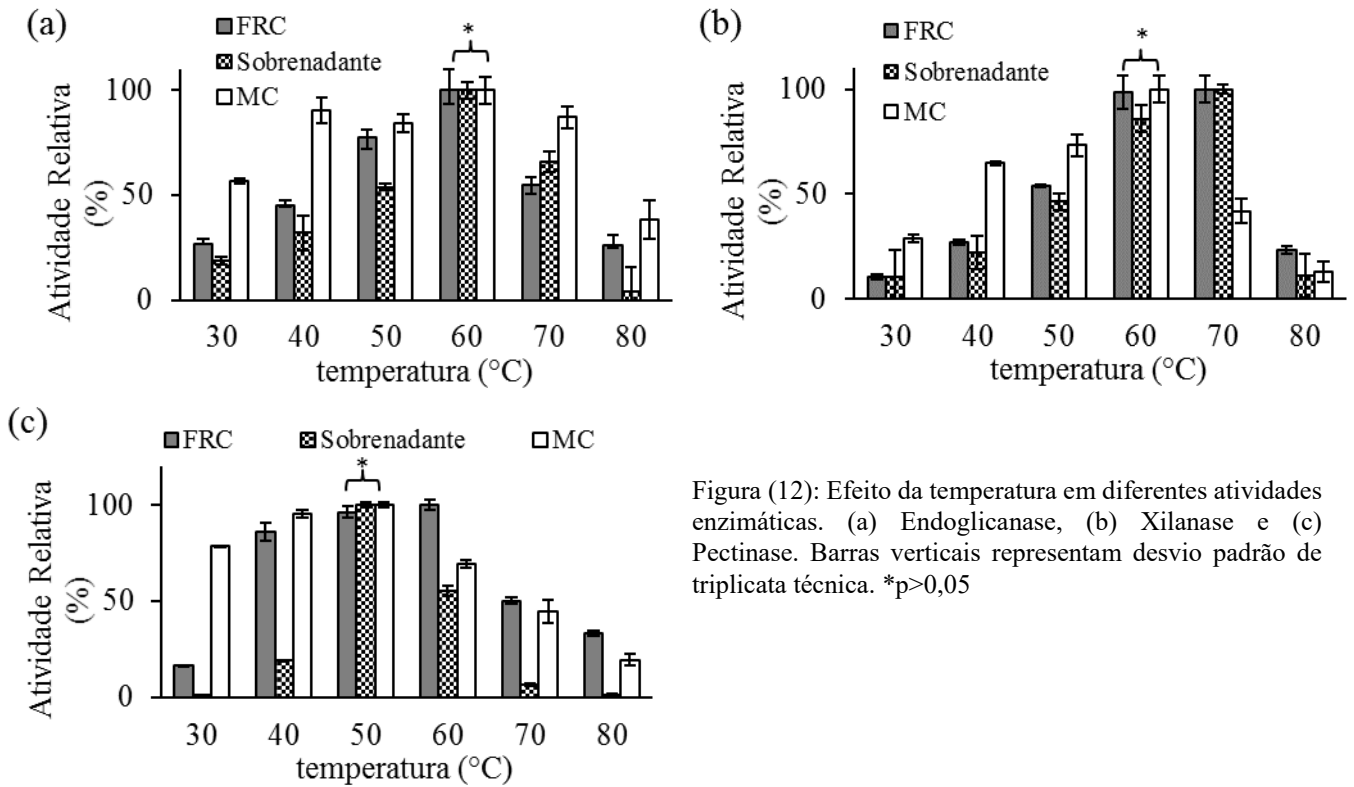 (a)
FRC
Sobrenadante
MC
*
Atividade Relativa
(%)
100
50
0
30 40 50 60 70 80
temperatura (°C)
(b)
FRC
Sobrenadante
MC
*
Atividade Relativa
(%)
100
50
0
30 40 50 60 70 80
temperatura (°C)
(c)
FRC Sobrenadante MC
*
Atividade Relativa
(%)
100
50
0
30 40 50 60 70 80
temperatura (°C)
Figura (12): Efeito da temperatura em diferentes atividades
enzimáticas. (a) Endoglicanase, (b) Xilanase e (c)
Pectinase. Barras verticais representam desvio padrão de
triplicata técnica. *p>0,05